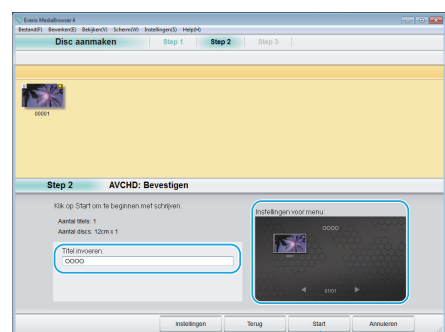 Everio MediaBrowser 4
Bestand(F) Bewerken(E) Bekijken(V) Scherm(W) Instellingen(S) Help(H)
Disc aanmaken Step 1 Step 2 Step 3
00001
Step 2 AVCHD: Bevestigen
Klik op Start om te beginnen met schrijven.
Aantal titels: 1
Aantal discs: 12cm x 1
Titel invoeren:
OOOO
Instellingen voor menu:
OOOO
01/01
Instellingen Terug Start Annuleren